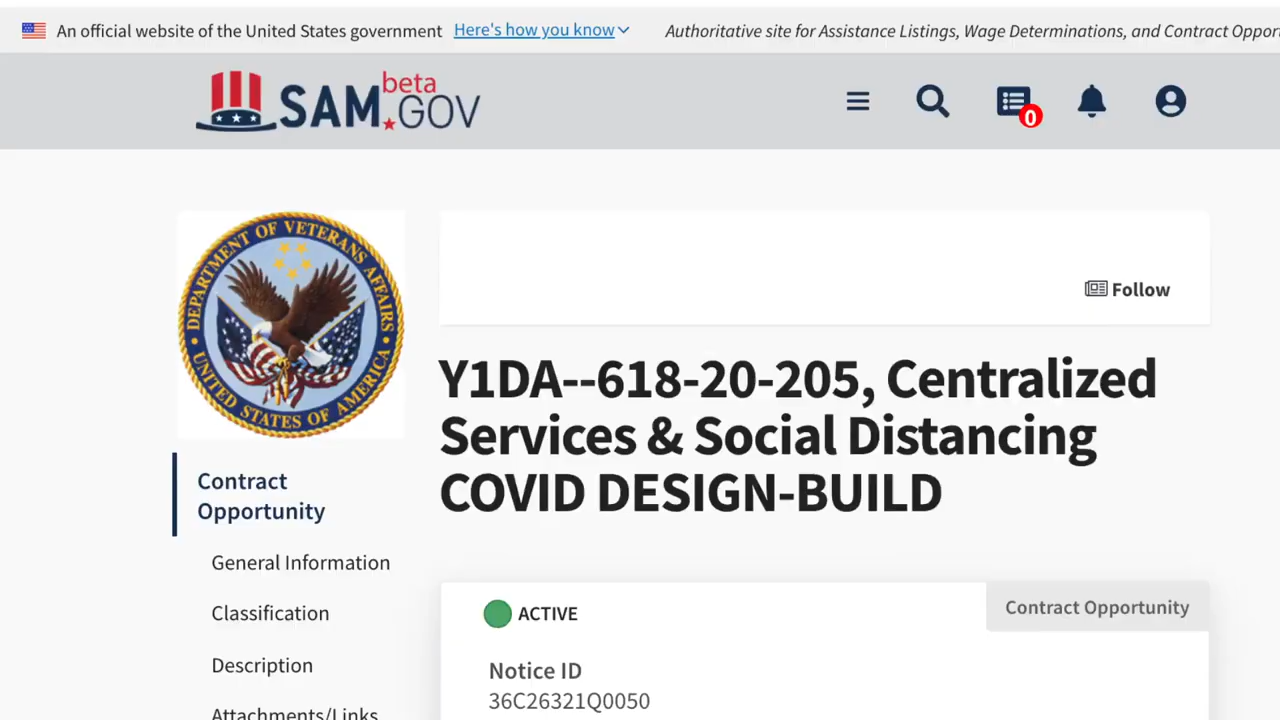 An official website of the United States government Here's how you know Authoritative site for Assistance Listings, Wage Determinations, and Contract Oppor
SAM.GOV beta
0
DEPARTMENT OF VETERANS AFFAIRS
UNITED STATES OF AMERICA
Follow
Y1DA--618-20-205, Centralized
Services & Social Distancing
COVID DESIGN-BUILD
Contract
Opportunity
General Information
Classification
Description
Attachments/Links
ACTIVE
Contract Opportunity
Notice ID
36C26321Q0050